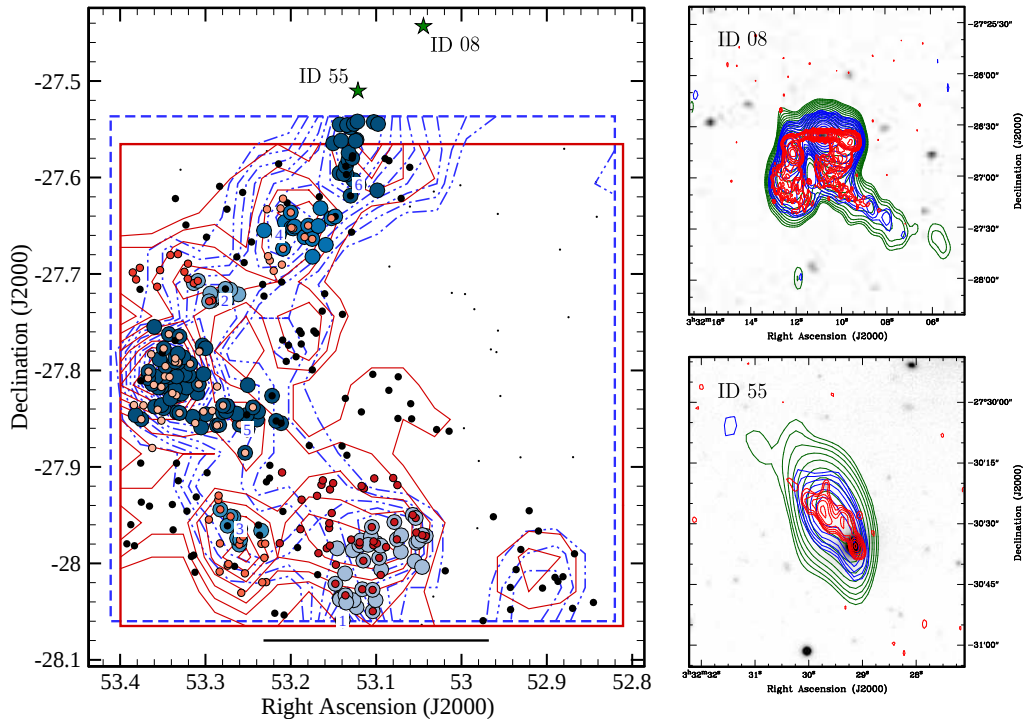 ID 08
ID 55
-27.5
-27.6
-27.7
-27.8
-27.9
-28
-28.1
Declination (J2000)
6
4
2
5
3
1
53.4
53.3
53.2
53.1
53
52.9
52.8
Right Ascension (J2000)
ID 08
-27°25'30"
26'00"
26'30"
27'00"
27'30"
28'00"
Declination (J2000)
3ʰ32ᵐ16ˢ
12ˢ
10ˢ
08ˢ
06ˢ
Right Ascension (J2000)
ID 55
-27°30'00"
30'15"
30'30"
30'45"
31'00"
Declination (J2000)
3ʰ32ᵐ32ˢ
31ˢ
30ˢ
29ˢ
28ˢ
Right Ascension (J2000)